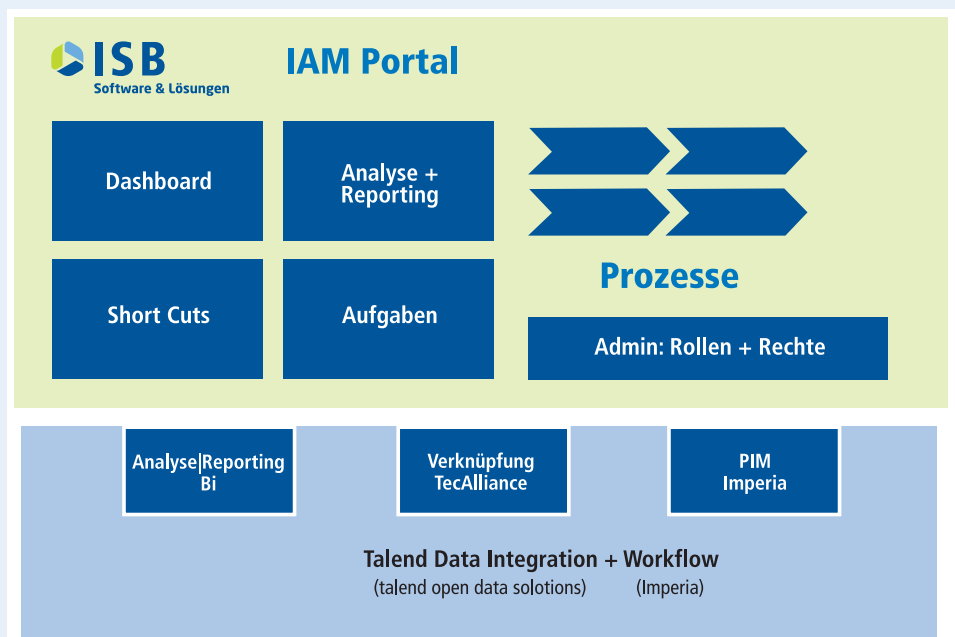 ISB
Software & Lösungen
IAM Portal
Dashboard
Analyse +
Reporting
Short Cuts
Aufgaben
Prozesse
Admin: Rollen + Rechte
Analyse|Reporting
Bi
Verknüpfung
TecAlliance
PIM
Imperia
Talend Data Integration + Workflow
(talend open data solotions) (Imperia)